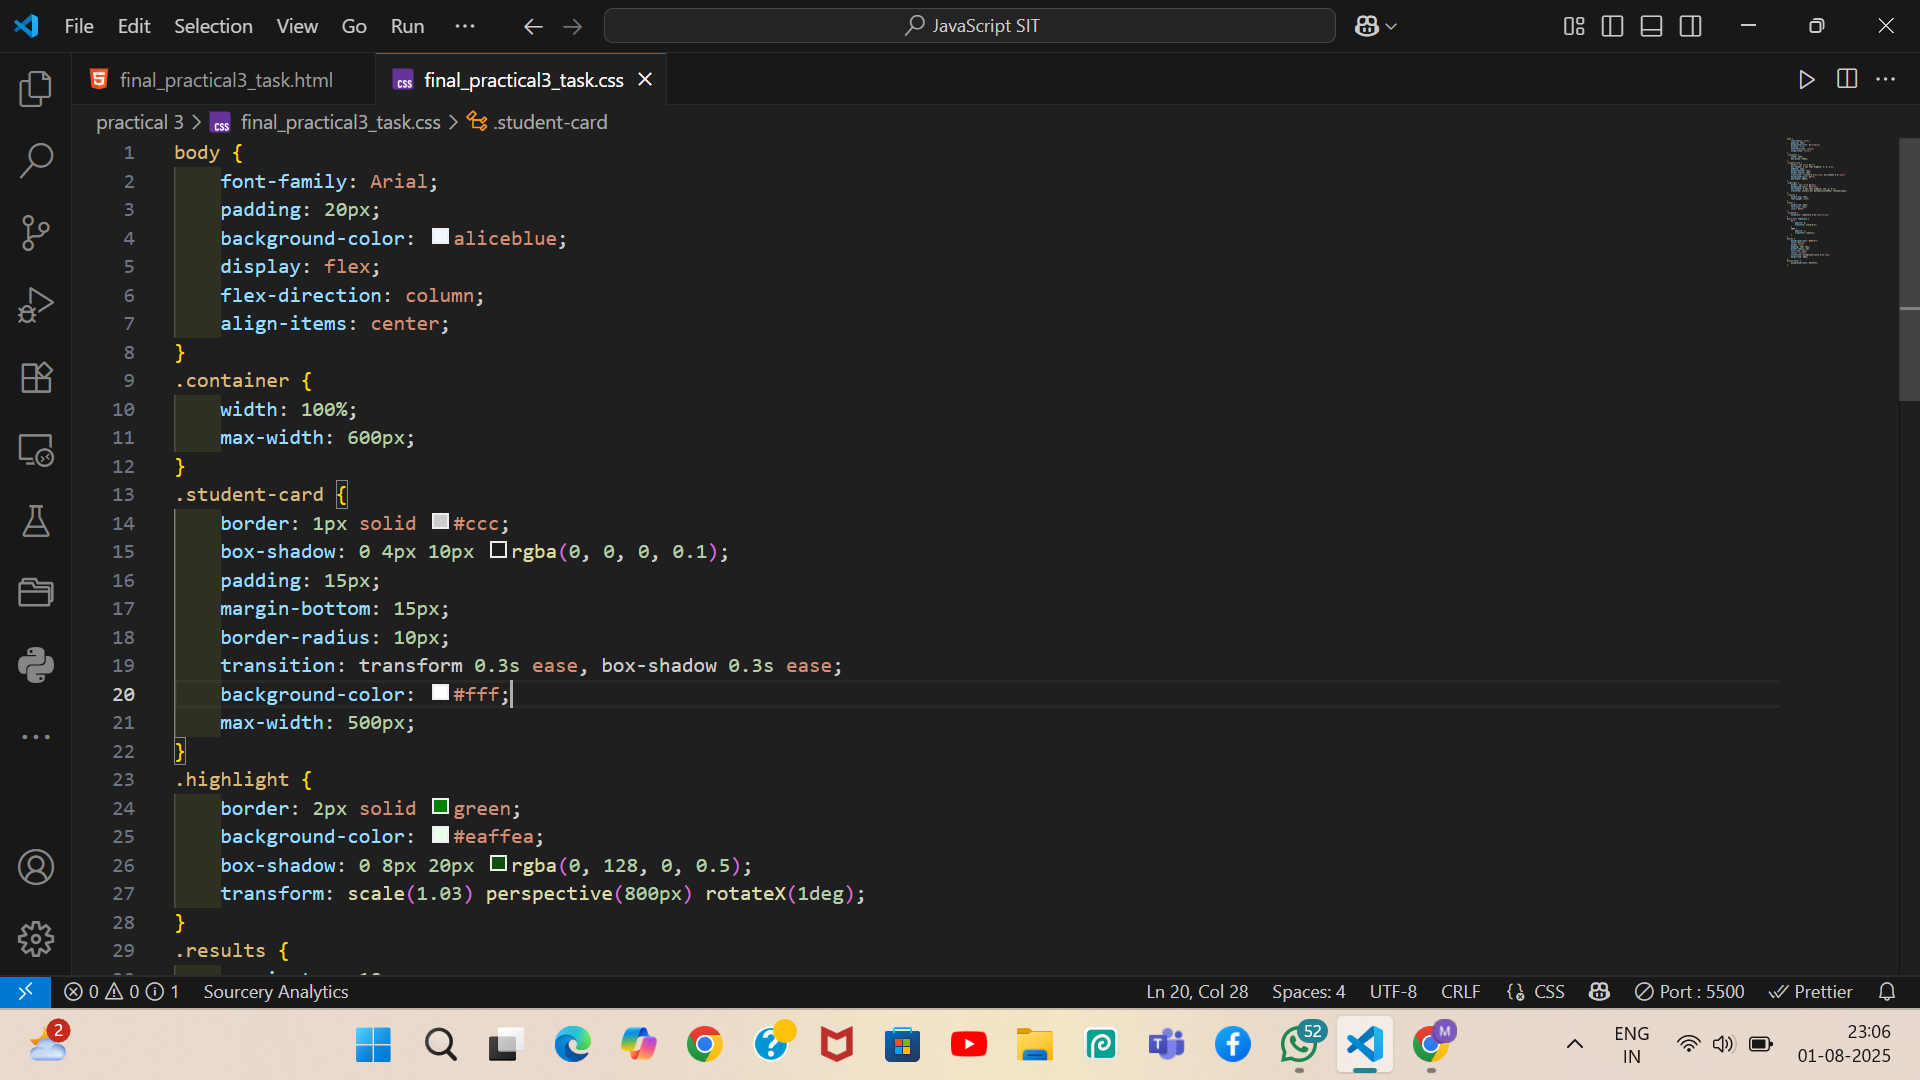 File Edit Selection View Go Run ··· JavaScript SIT
final_practical3_task.html final_practical3_task.css
practical 3 > final_practical3_task.css > .student-card
1 body {
2 font-family: Arial;
3 padding: 20px;
4 background-color: aliceblue;
5 display: flex;
6 flex-direction: column;
7 align-items: center;
8 }
9 .container {
10 width: 100%;
11 max-width: 600px;
12 }
13 .student-card {
14 border: 1px solid #ccc;
15 box-shadow: 0 4px 10px rgba(0, 0, 0, 0.1);
16 padding: 15px;
17 margin-bottom: 15px;
18 border-radius: 10px;
19 transition: transform 0.3s ease, box-shadow 0.3s ease;
20 background-color: #fff;
21 max-width: 500px;
22 }
23 .highlight {
24 border: 2px solid green;
25 background-color: #eaffea;
26 box-shadow: 0 8px 20px rgba(0, 128, 0, 0.5);
27 transform: scale(1.03) perspective(800px) rotateX(1deg);
28 }
29 .results {
0 0 1 Sourcery Analytics Ln 20, Col 28 Spaces: 4 UTF-8 CRLF {} CSS Port : 5500 Prettier
2 52 M ENG 23:06
IN 01-08-2025